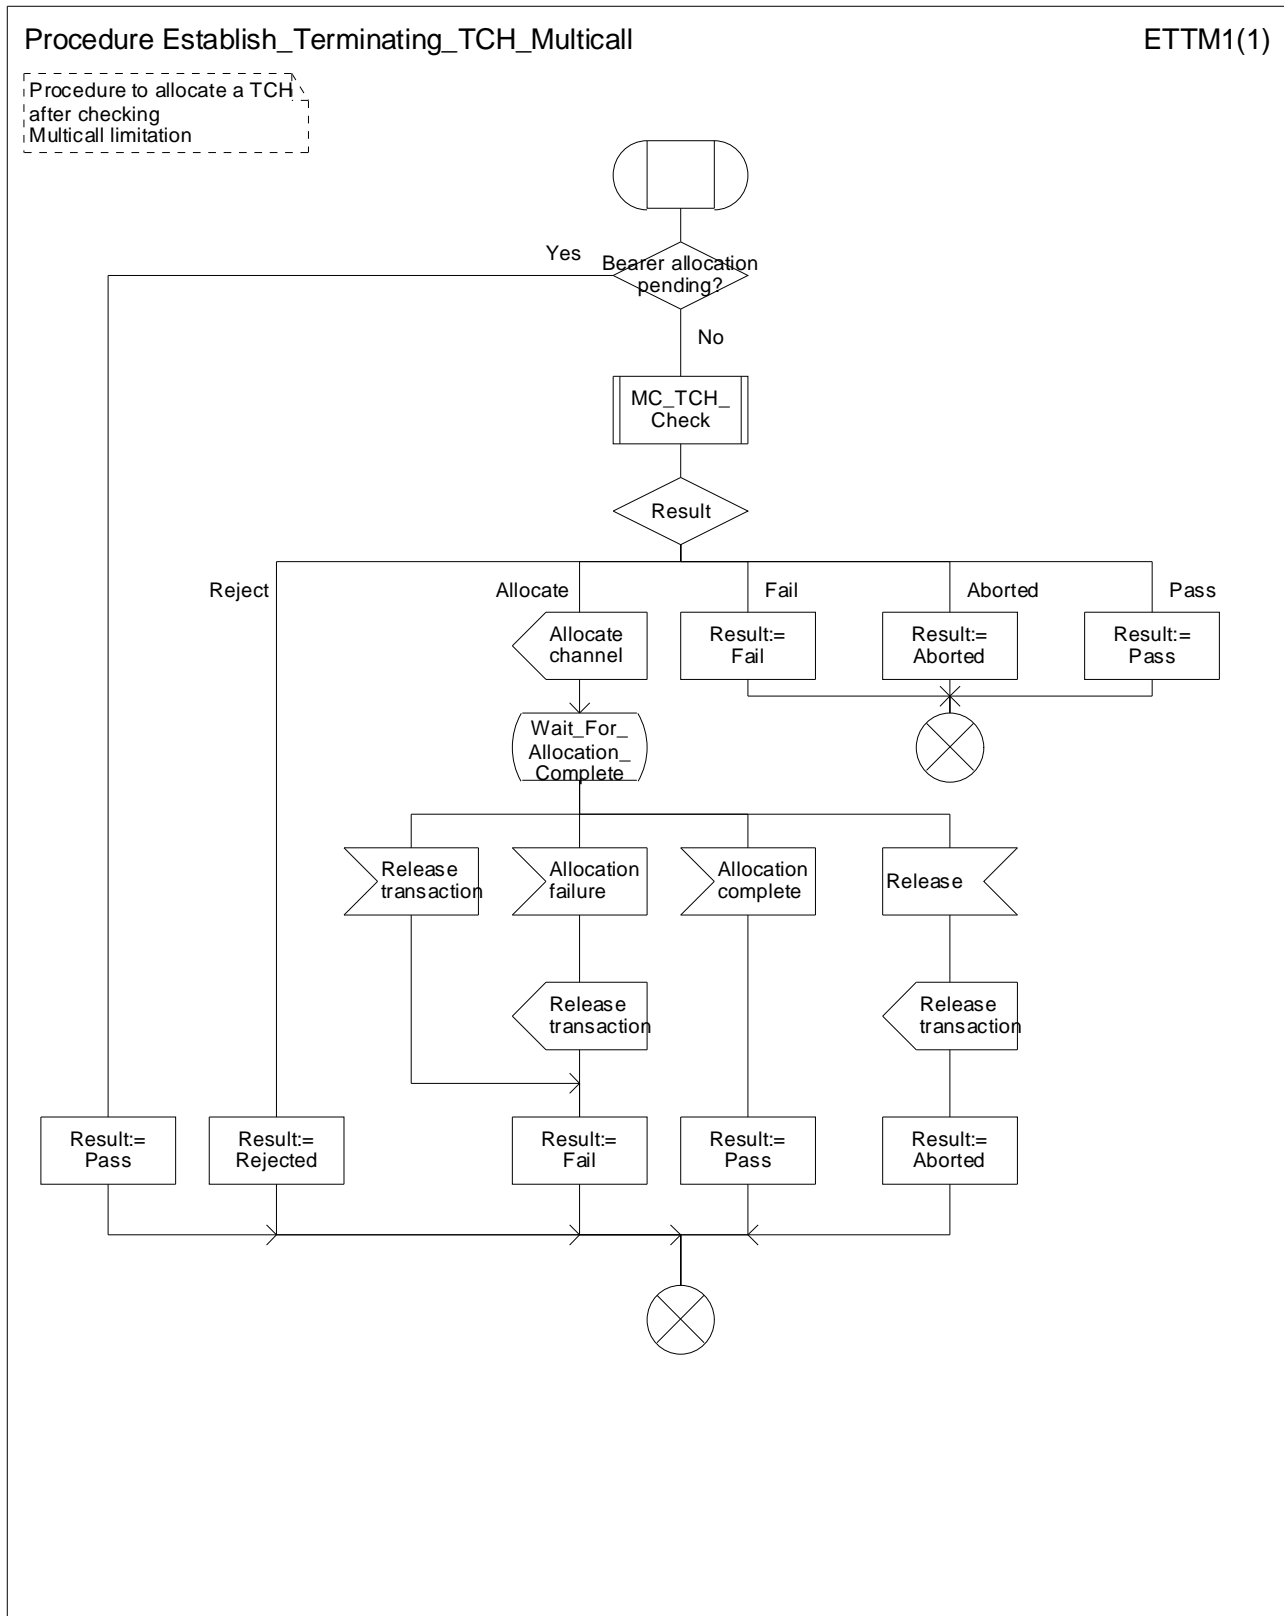 Procedure Establish_Terminating_TCH_Multicall
ETTM1(1)
Procedure to allocate a TCH
after checking
Multicall limitation
Yes
Bearer allocation
pending?
No
MC_TCH_
Check
Result
Reject
Allocate
Fail
Aborted
Pass
Allocate
channel
Result:=
Fail
Result:=
Aborted
Result:=
Pass
Wait_For_
Allocation_
Complete
Release
transaction
Allocation
failure
Allocation
complete
Release
Release
transaction
Release
transaction
Result:=
Pass
Result:=
Rejected
Result:=
Fail
Result:=
Pass
Result:=
Aborted